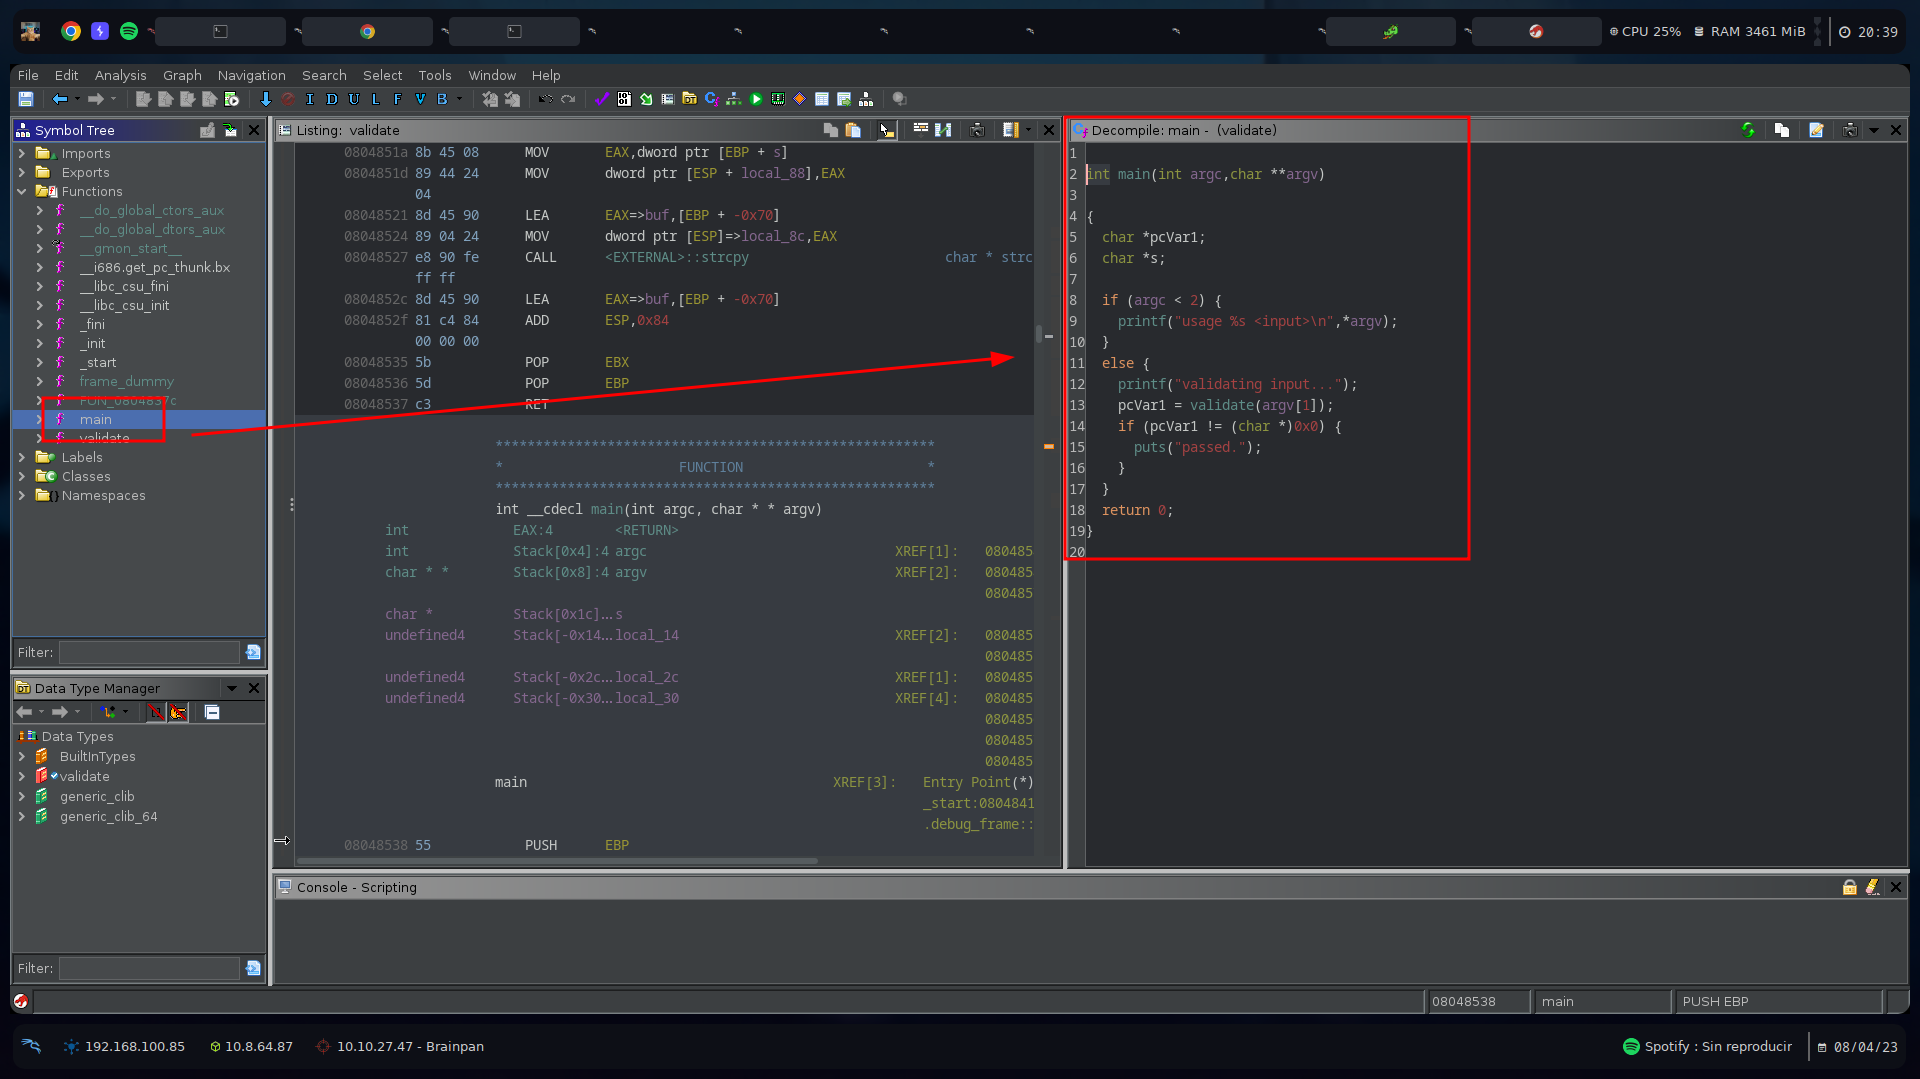 CPU 25% RAM 3461 MiB 20:39
File Edit Analysis Graph Navigation Search Select Tools Window Help
I D U L F V B
Symbol Tree
Imports
Exports
Functions
__do_global_ctors_aux
__do_global_dtors_aux
__gmon_start__
__i686.get_pc_thunk.bx
__libc_csu_fini
__libc_csu_init
_fini
_init
_start
frame_dummy
FUN_0804837c
main
validate
Labels
Classes
Namespaces
Filter:
Data Type Manager
Data Types
BuiltInTypes
validate
generic_clib
generic_clib_64
Filter:
Listing: validate
0804851a 8b 45 08 MOV EAX,dword ptr [EBP + s]
0804851d 89 44 24 MOV dword ptr [ESP + local_88],EAX
04
08048521 8d 45 90 LEA EAX=>buf,[EBP + -0x70]
08048524 89 04 24 MOV dword ptr [ESP]=>local_8c,EAX
08048527 e8 90 fe CALL <EXTERNAL>::strcpy char * strc
ff ff
0804852c 8d 45 90 LEA EAX=>buf,[EBP + -0x70]
0804852f 81 c4 84 ADD ESP,0x84
00 00 00
08048535 5b POP EBX
08048536 5d POP EBP
08048537 c3 RET
*******************************************************
* FUNCTION *
*******************************************************
int __cdecl main(int argc, char * * argv)
int EAX:4 <RETURN>
int Stack[0x4]:4 argc XREF[1]: 080485
char * * Stack[0x8]:4 argv XREF[2]: 080485
080485
char * Stack[0x1c]...s
undefined4 Stack[-0x14...local_14 XREF[2]: 080485
080485
undefined4 Stack[-0x2c...local_2c XREF[1]: 080485
undefined4 Stack[-0x30...local_30 XREF[4]: 080485
080485
080485
080485
main XREF[3]: Entry Point(*)
_start:0804841
.debug_frame::
08048538 55 PUSH EBP
Decompile: main - (validate)
1
2 int main(int argc,char **argv)
3
4 {
5 char *pcVar1;
6 char *s;
7
8 if (argc < 2) {
9 printf("usage %s <input>\n",*argv);
10 }
11 else {
12 printf("validating input...");
13 pcVar1 = validate(argv[1]);
14 if (pcVar1 != (char *)0x0) {
15 puts("passed.");
16 }
17 }
18 return 0;
19 }
20
Console - Scripting
08048538 main PUSH EBP
192.168.100.85 10.8.64.87 10.10.27.47 - Brainpan Spotify : Sin reproducir 08/04/23